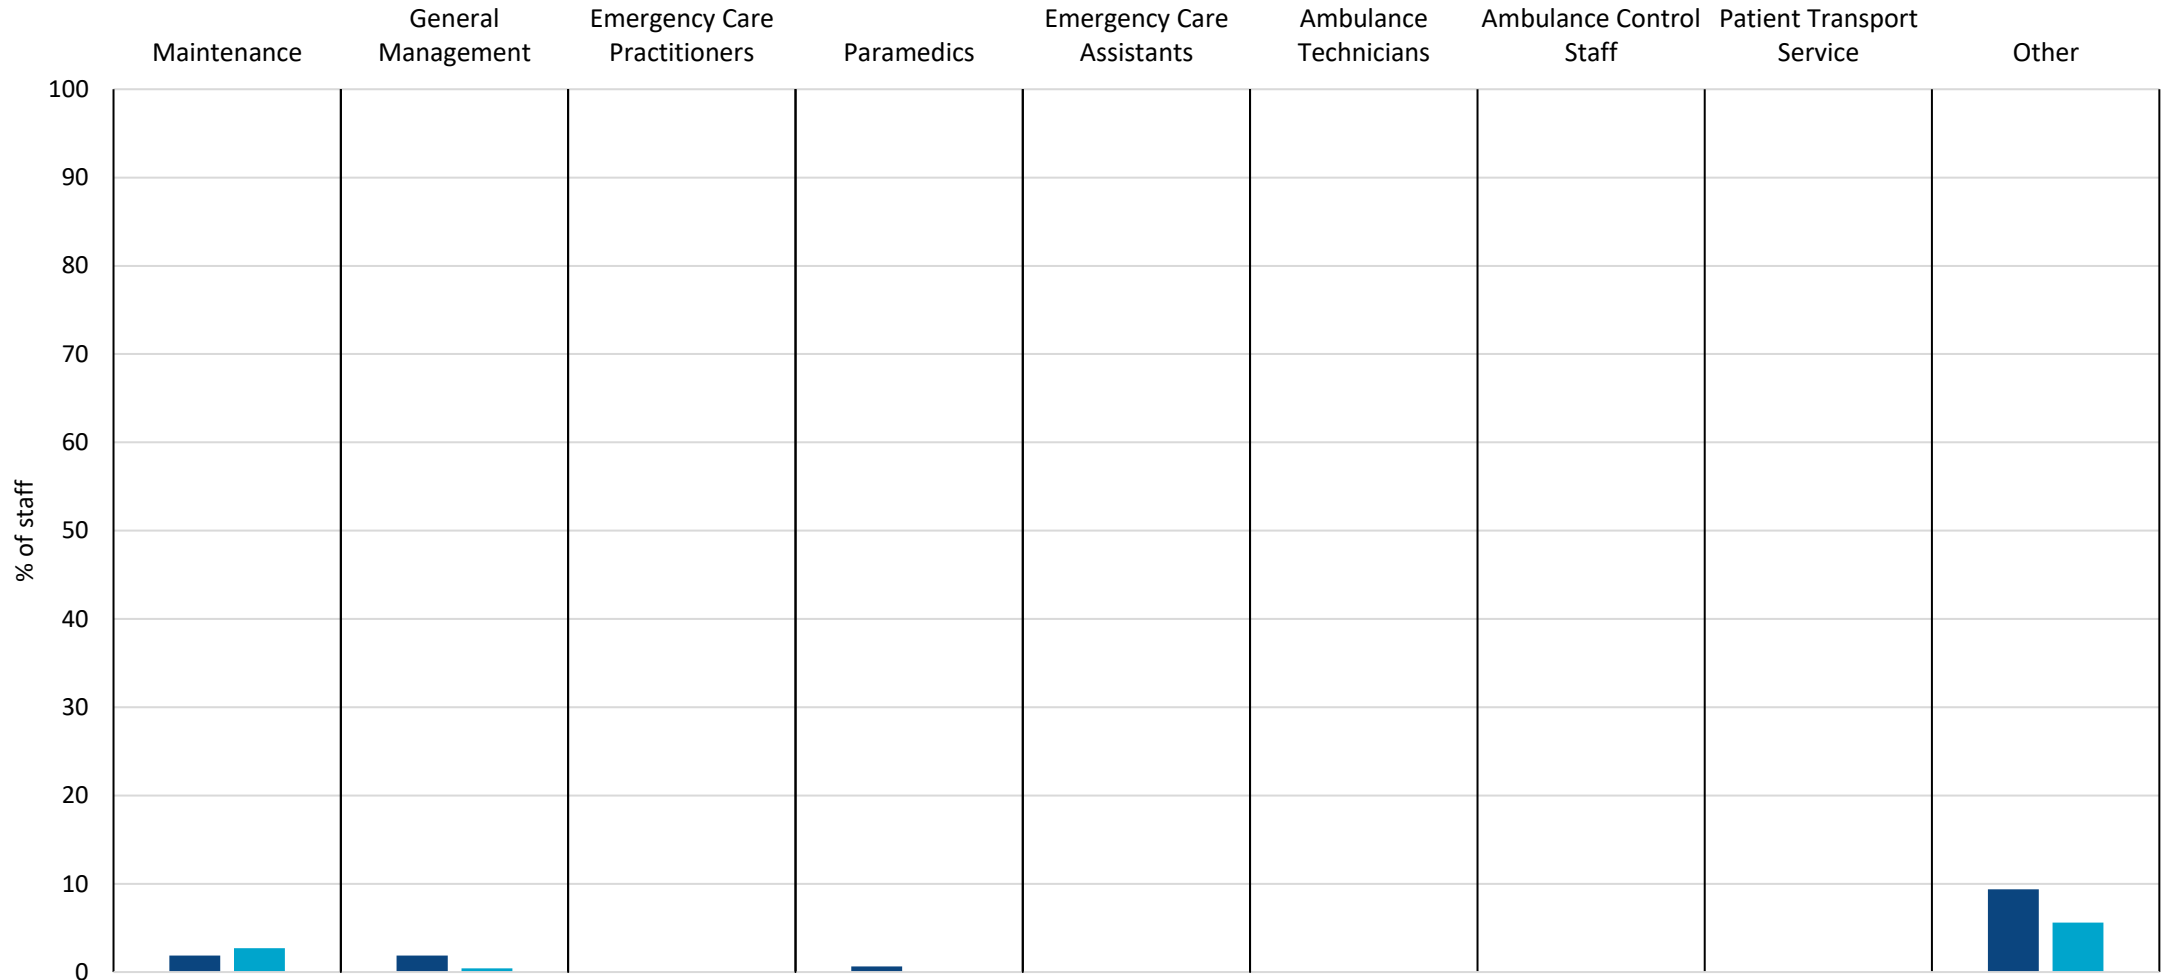 Maintenance
General
Management
Emergency Care
Practitioners
Paramedics
Emergency Care
Assistants
Ambulance
Technicians
Ambulance Control
Staff
Patient Transport
Service
Other
% of staff
100
90
80
70
60
50
40
30
20
10
0